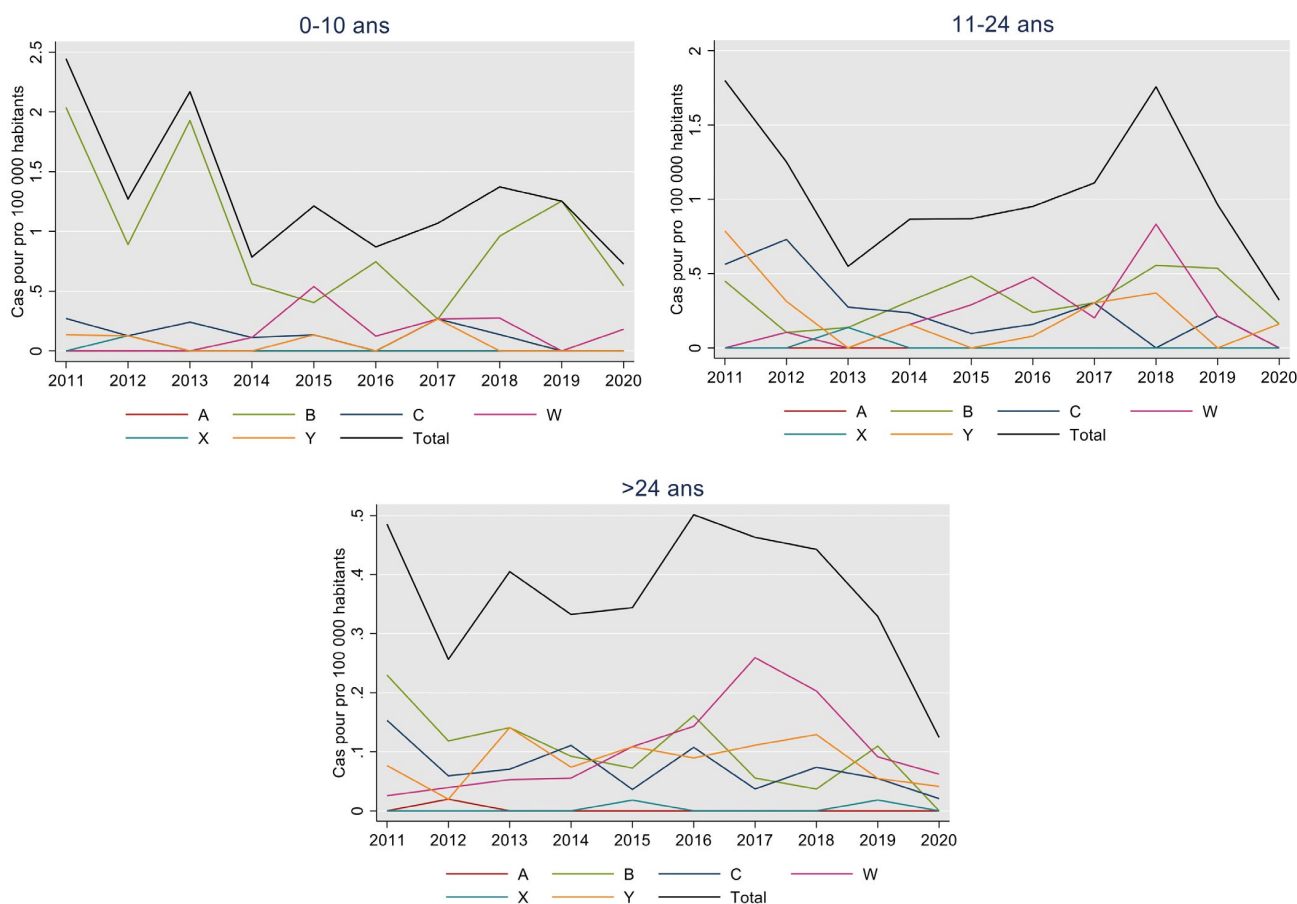 0-10 ans
Cas pour pro 100 000 habitants
2.5
2
1.5
1
.5
0
2011 2012 2013 2014 2015 2016 2017 2018 2019 2020
A B C W
X Y Total
11-24 ans
Cas pour pro 100 000 habitants
2
1.5
1
.5
0
2011 2012 2013 2014 2015 2016 2017 2018 2019 2020
A B C W
X Y Total
>24 ans
Cas pour pro 100 000 habitants
.5
.4
.3
.2
.1
0
2011 2012 2013 2014 2015 2016 2017 2018 2019 2020
A B C W
X Y Total